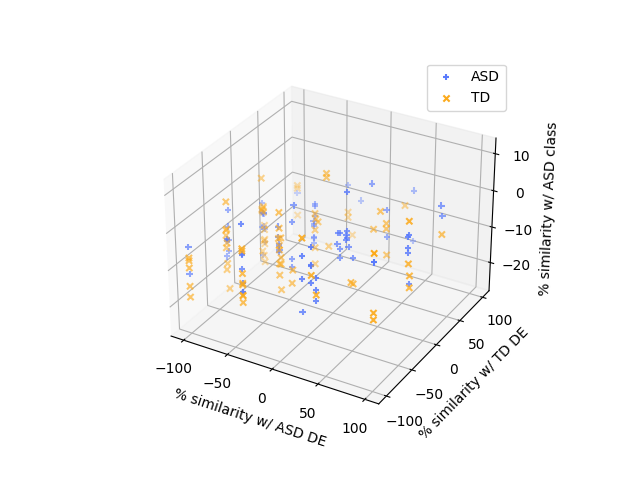 ASD
TD
10
0
−10
−20
% similarity w/ ASD class
100
50
0
−50
−100
% similarity w/ TD DE
−100
−50
0
50
100
% similarity w/ ASD DE